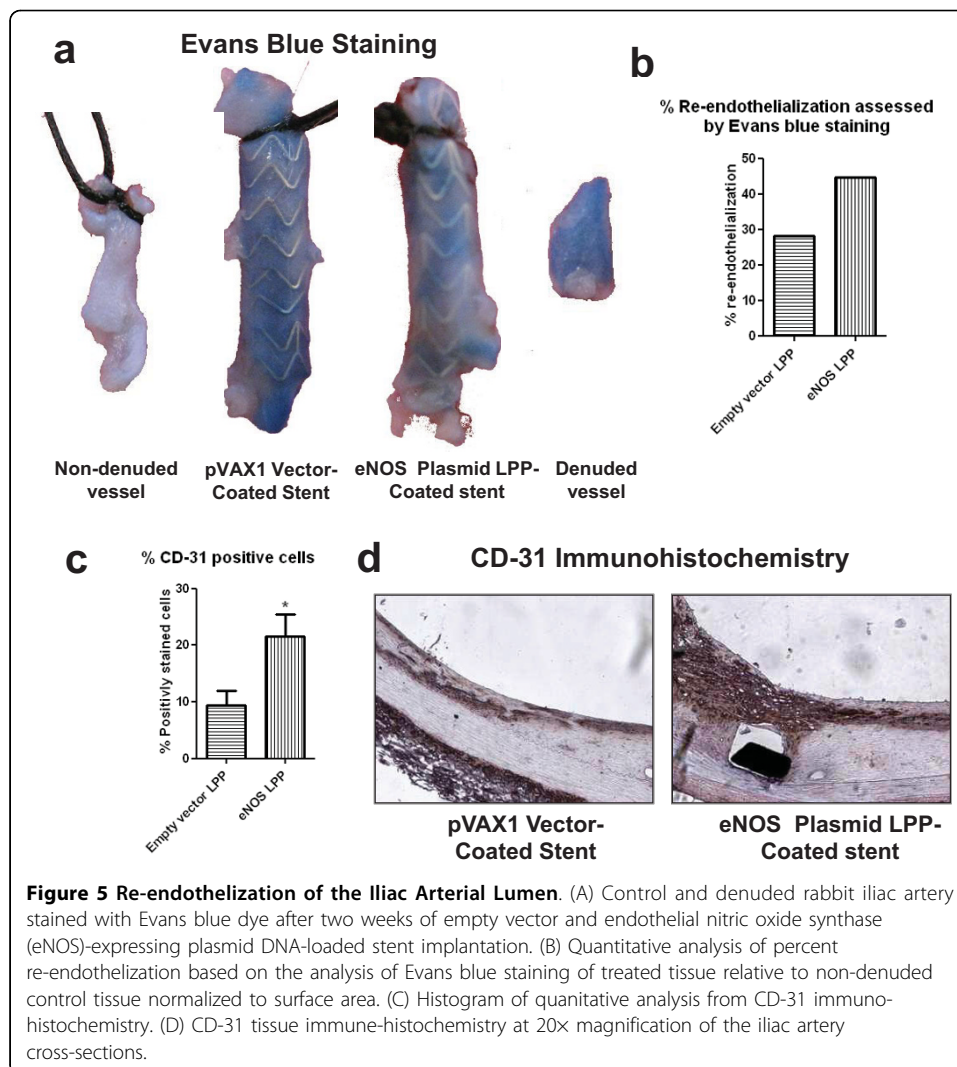 a
Evans Blue Staining
Non-denuded
vessel
pVAX1 Vector-
Coated Stent
eNOS Plasmid LPP-
Coated stent
Denuded
vessel
b
% Re-endothelialization assessed
by Evans blue staining
% re-endothelialization
50
40
30
20
10
0
Empty vector LPP
eNOS LPP
c
% CD-31 positive cells
% Positivly stained cells
30
20
10
0
*
Empty vector LPP
eNOS LPP
d
CD-31 Immunohistochemistry
pVAX1 Vector-
Coated Stent
eNOS Plasmid LPP-
Coated stent
Figure 5 Re-endothelization of the Iliac Arterial Lumen. (A) Control and denuded rabbit iliac artery
stained with Evans blue dye after two weeks of empty vector and endothelial nitric oxide synthase
(eNOS)-expressing plasmid DNA-loaded stent implantation. (B) Quantitative analysis of percent
re-endothelization based on the analysis of Evans blue staining of treated tissue relative to non-denuded
control tissue normalized to surface area. (C) Histogram of quanitative analysis from CD-31 immuno-
histochemistry. (D) CD-31 tissue immune-histochemistry at 20× magnification of the iliac artery
cross-sections.